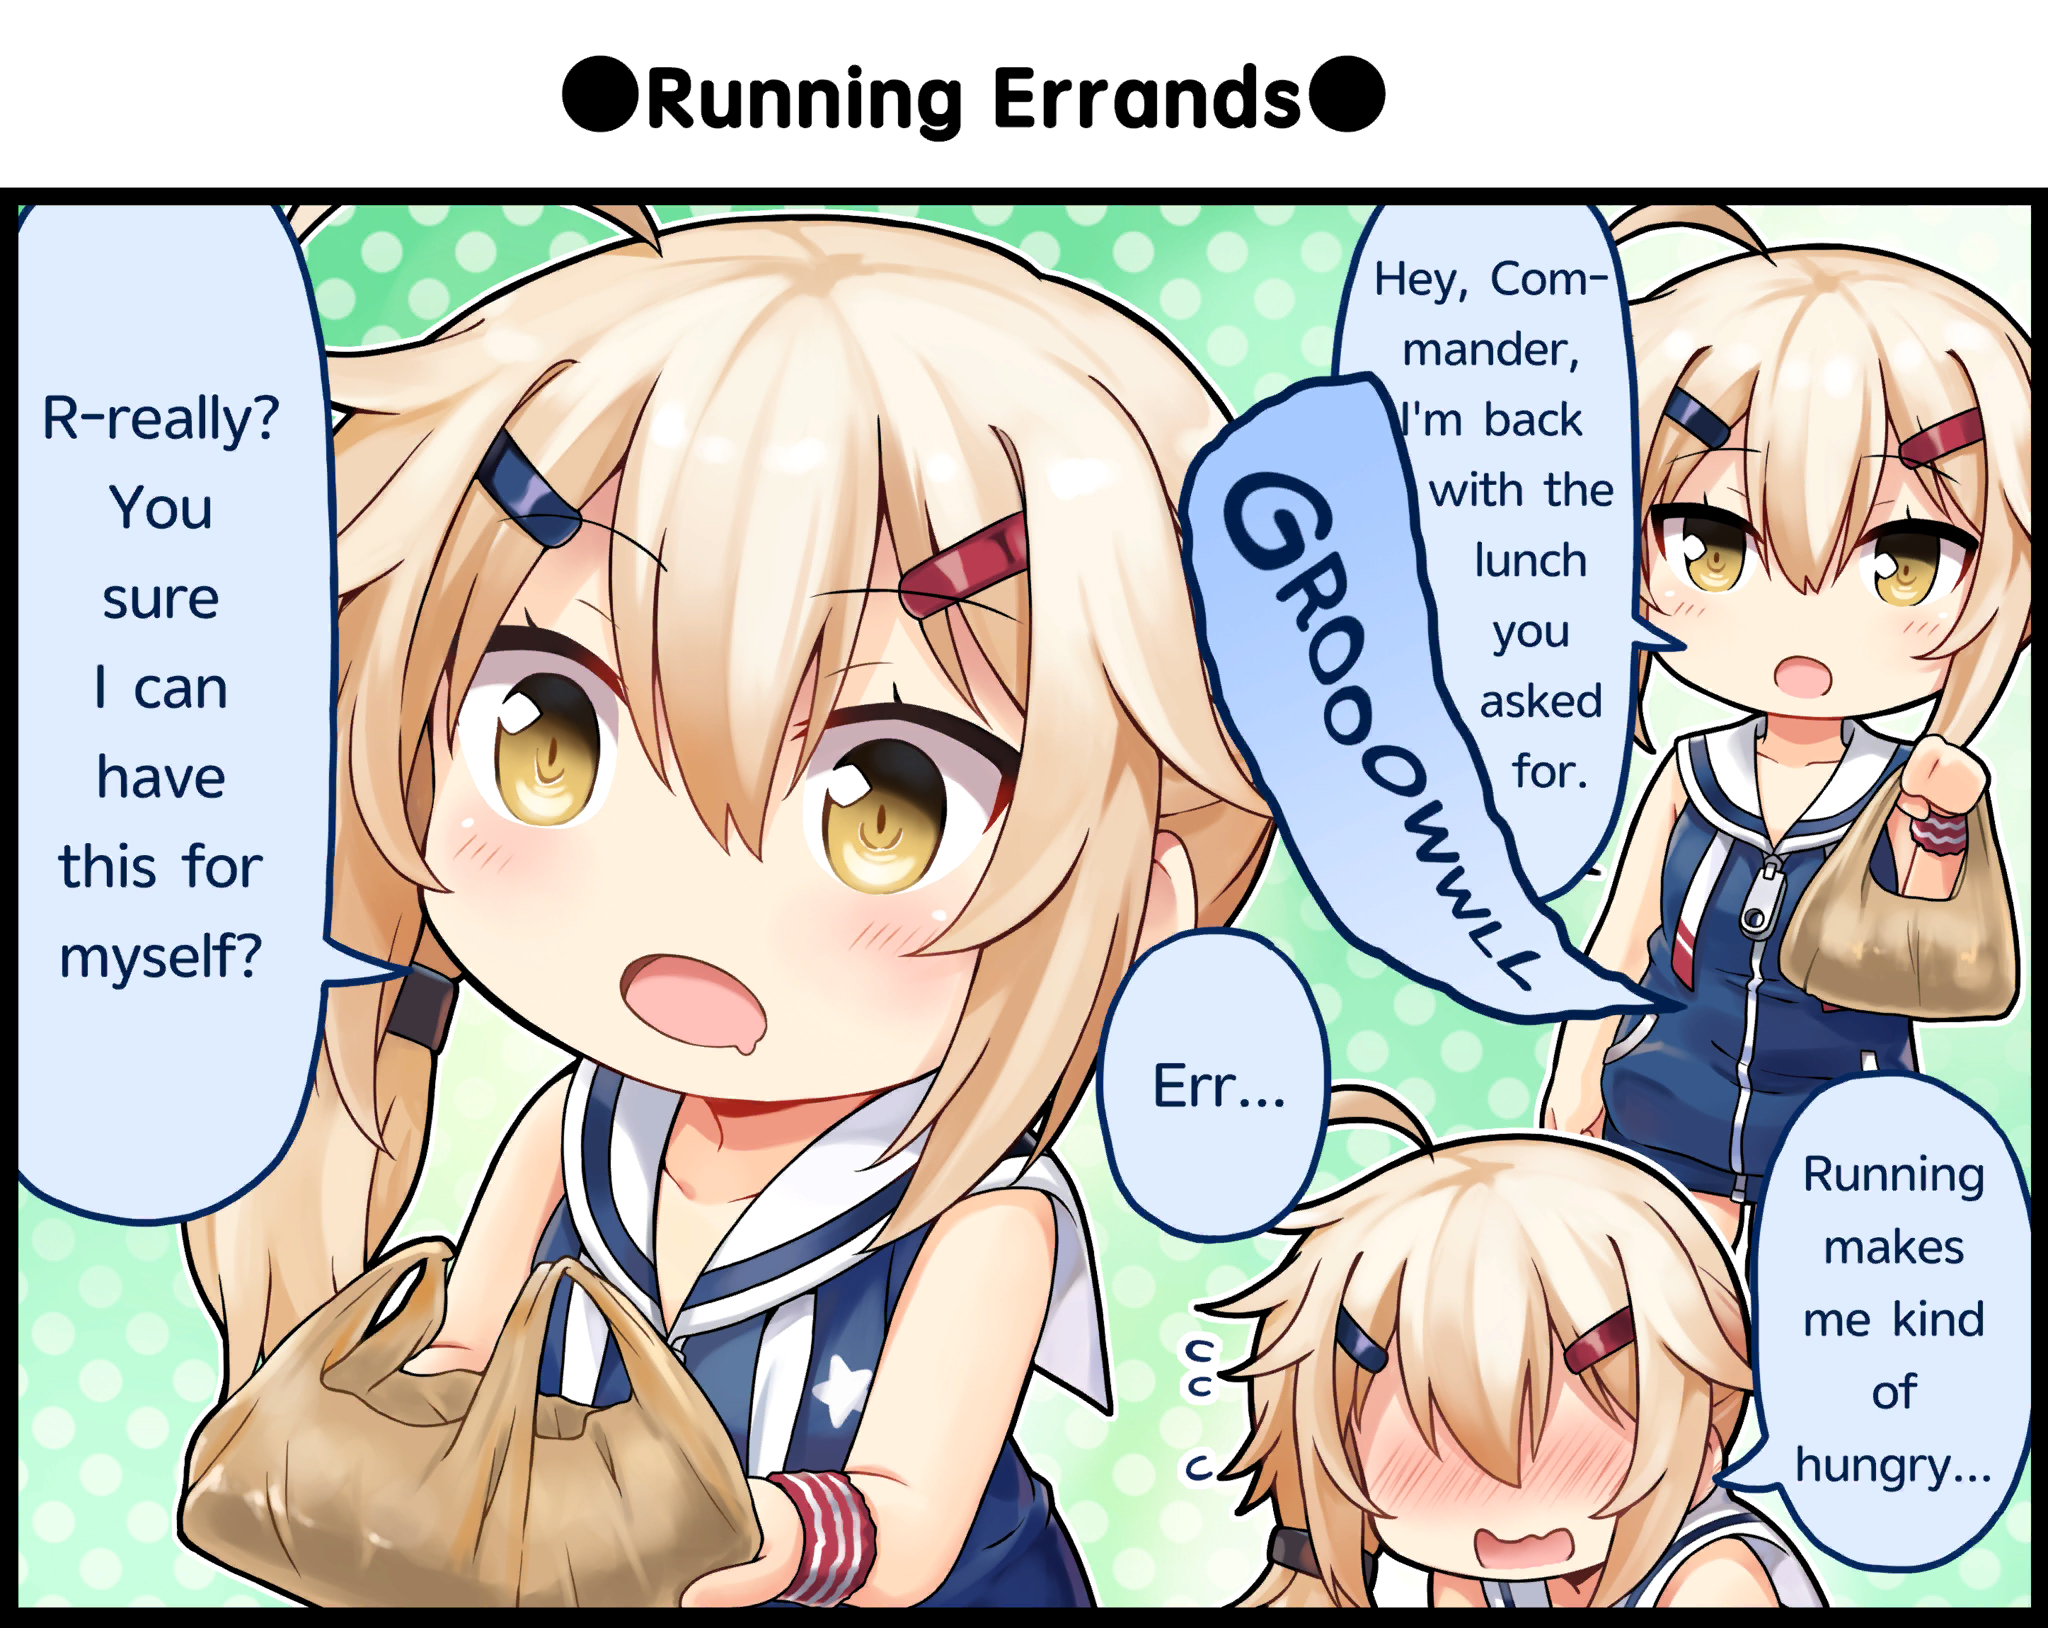 ●Running Errands●
Hey, Com-
mander,
I'm back
with the
lunch
you
asked
for.
GROOOWWLL
Err...
Running
makes
me kind
of
hungry...
R-really?
You
sure
I can
have
this for
myself?